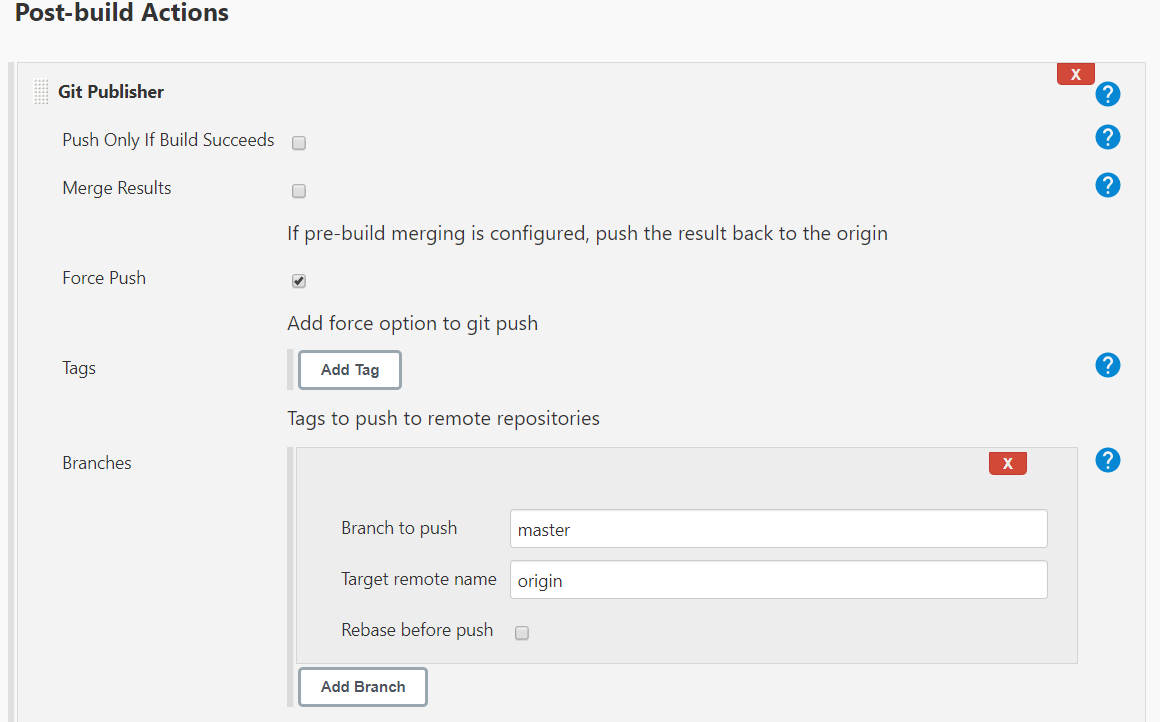 Post-build Actions
X
Git Publisher
?
Push Only If Build Succeeds
?
Merge Results
?
If pre-build merging is configured, push the result back to the origin
Force Push
Add force option to git push
Tags
Add Tag
?
Tags to push to remote repositories
Branches
X
?
Branch to push
master
Target remote name
origin
Rebase before push
Add Branch